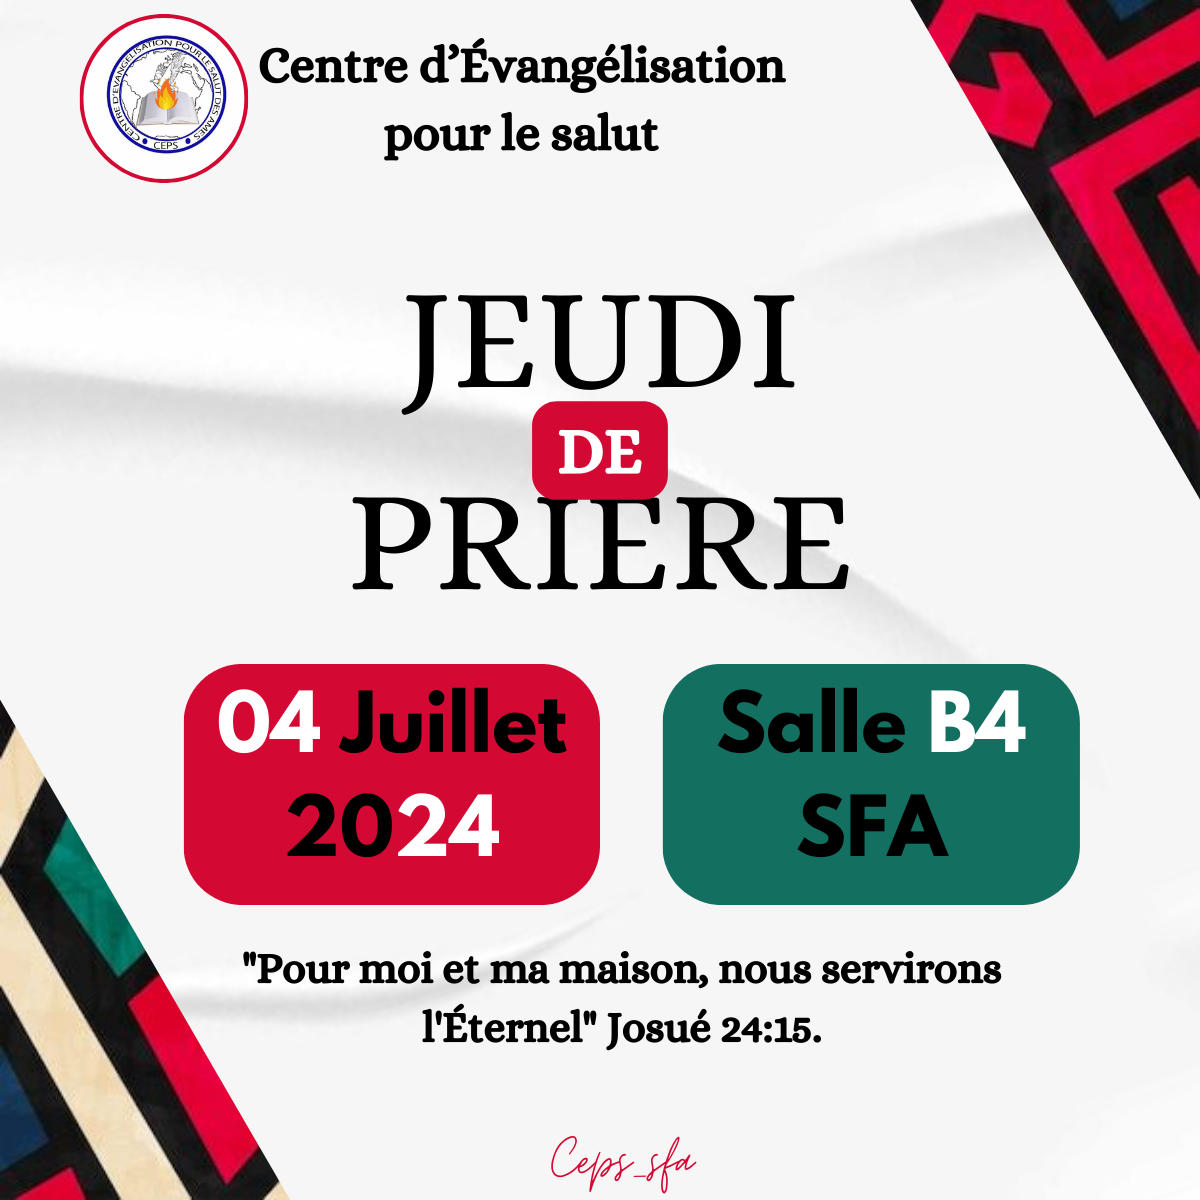 CENTRE D'EVANGELISATION POUR LE SALUT DES AMES
CEPS
Centre d’Évangélisation
pour le salut
JEUDI
DE
PRIERE
04 Juillet
2024
Salle B4
SFA
"Pour moi et ma maison, nous servirons
l'Éternel" Josué 24:15.
Ceps_sfa